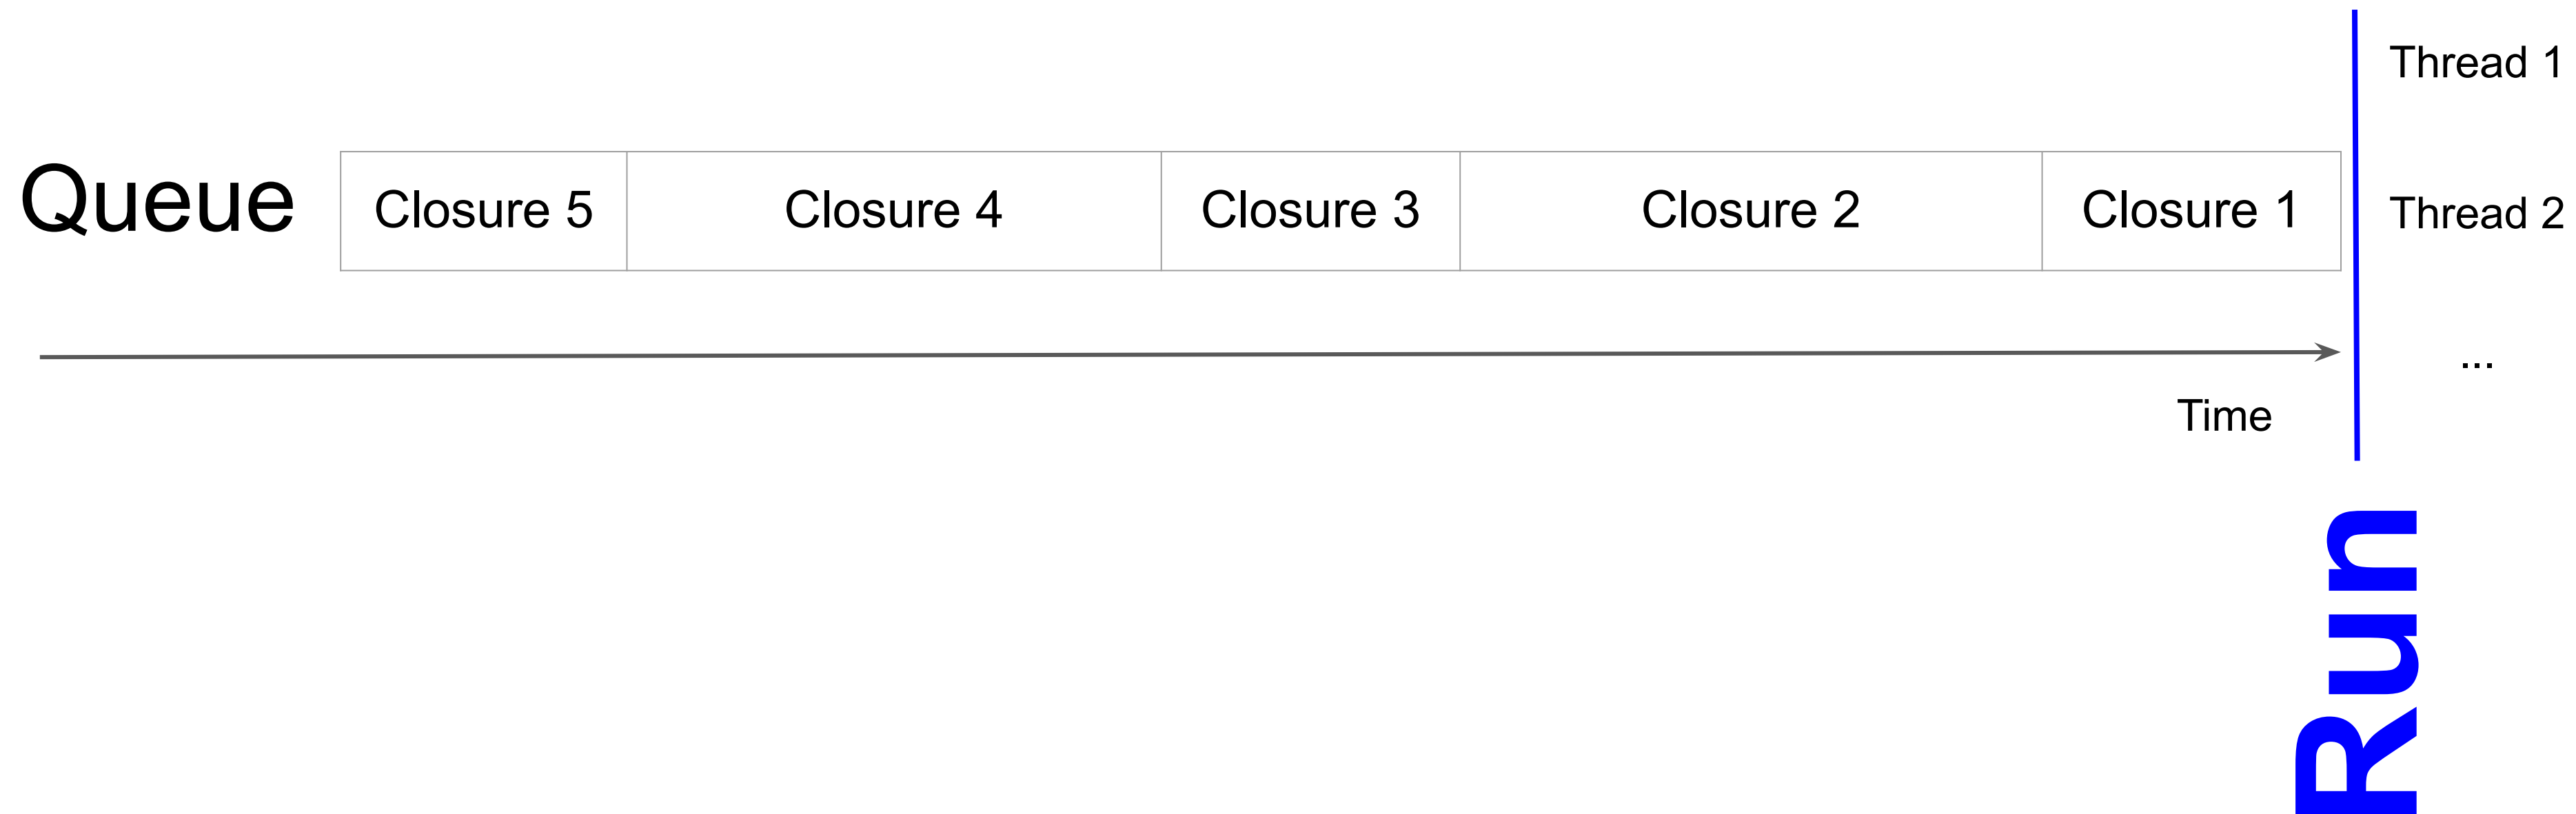 Thread 1
Queue
Closure 5
Closure 4
Closure 3
Closure 2
Closure 1
Thread 2
...
Time
Run